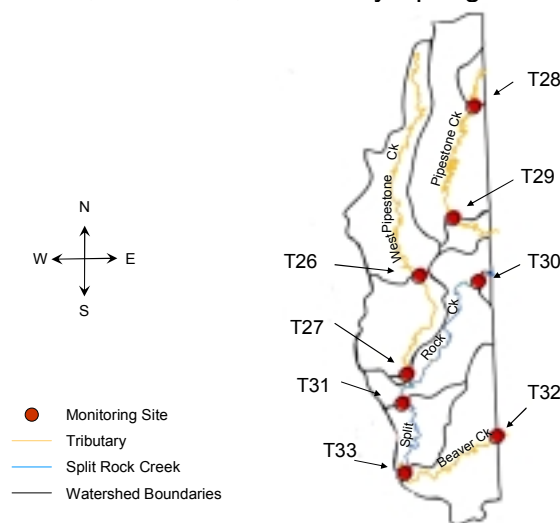 T28
Pipestone Ck
T29
West Pipestone Ck
T26
T30
Rock Ck
T27
T31
T32
Split
Beaver Ck
T33
N
W E
S
Monitoring Site
Tributary
Split Rock Creek
Watershed Boundaries